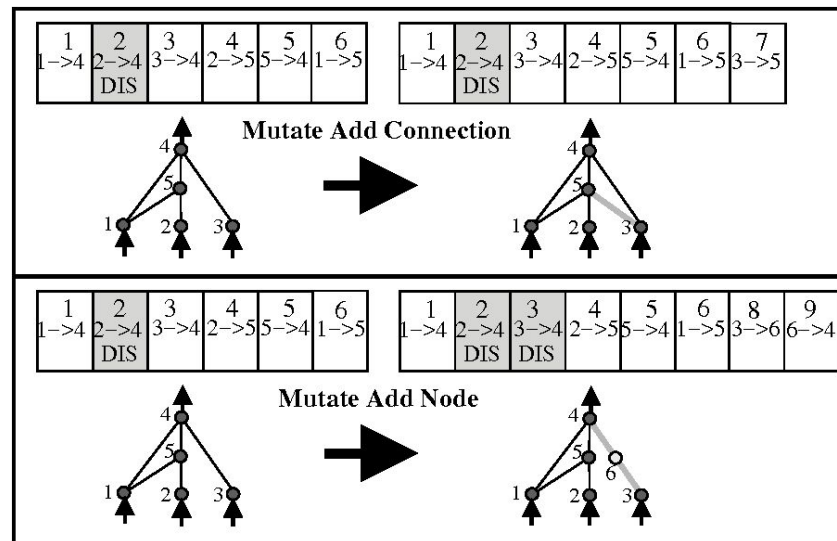 1 2 3 4 5 6 1 2 3 4 5 6 7
1->4 2->4 3->4 2->5 5->4 1->5 1->4 2->4 3->4 2->5 5->4 1->5 3->5
DIS DIS
Mutate Add Connection
4 4
5 5
1 2 3 1 2 3
1 2 3 4 5 6 1 2 3 4 5 6 8 9
1->4 2->4 3->4 2->5 5->4 1->5 1->4 2->4 3->4 2->5 5->4 1->5 3->6 6->4
DIS DIS DIS
Mutate Add Node
4 4
5 5 6
1 2 3 1 2 3